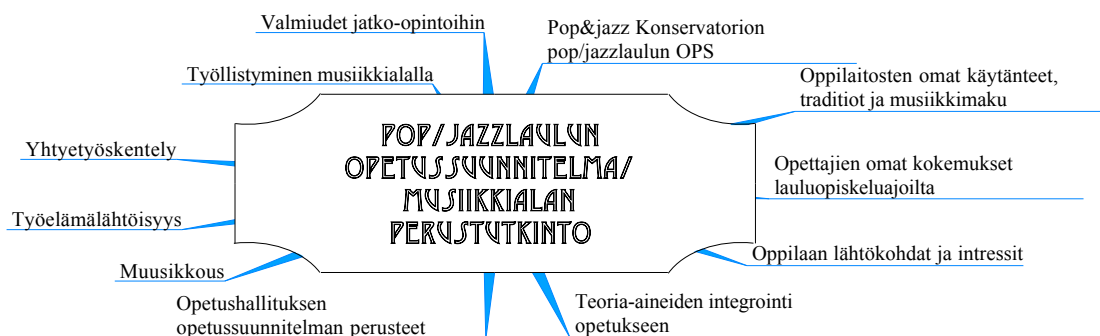 Valmiudet jatko-opintoihin
Pop&jazz Konservatorion
pop/jazzlaulun OPS
Työllistyminen musiikkialalla
Oppilaitosten omat käytänteet,
traditiot ja musiikkimaku
POP/JAZZLAULUN
OPETUSSUUNNITELMA/
MUSIIKKIALAN
PERUSTUTKINTO
Yhtyetyöskentely
Opettajien omat kokemukset
lauluopiskeluajoilta
Työelämälähtöisyys
Oppilaan lähtökohdat ja intressit
Muusikkous
Opetushallituksen
opetussuunnitelman perusteet
Teoria-aineiden integrointi
opetukseen